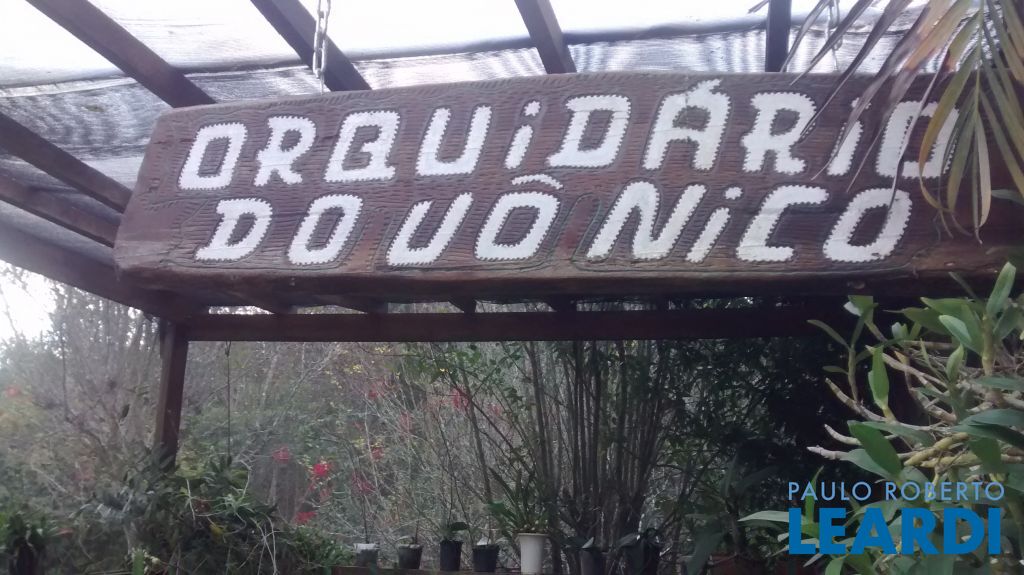 ORQUiDÁRiO
DO VÔ NiCO
PAULO ROBERTO
LEARDI